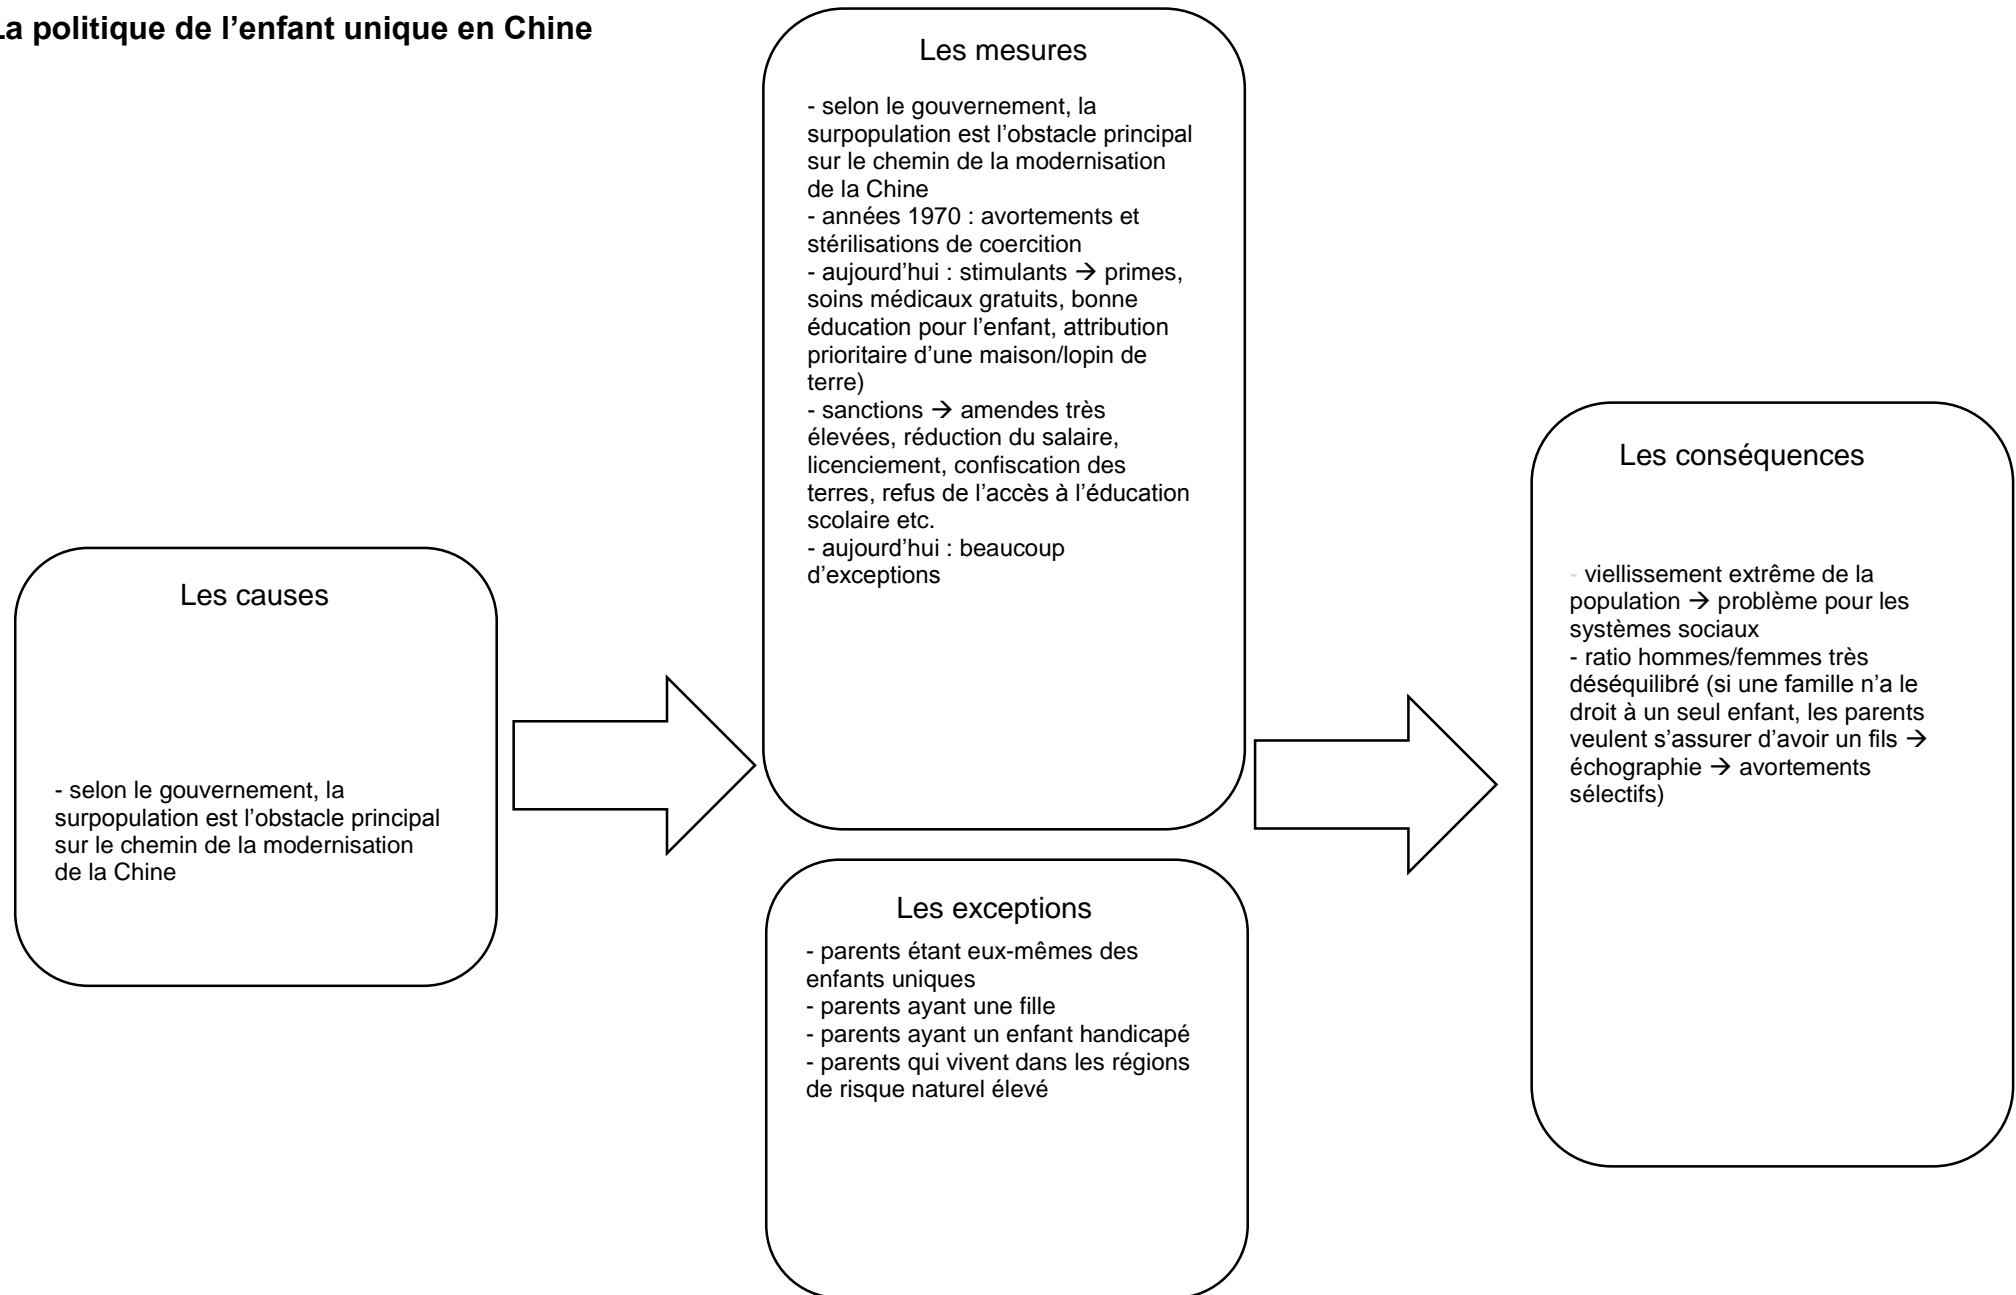 La politique de l’enfant unique en Chine
Les causes
- selon le gouvernement, la
surpopulation est l’obstacle principal
sur le chemin de la modernisation
de la Chine
Les mesures
- selon le gouvernement, la
surpopulation est l’obstacle principal
sur le chemin de la modernisation
de la Chine
- années 1970 : avortements et
stérilisations de coercition
- aujourd’hui : stimulants → primes,
soins médicaux gratuits, bonne
éducation pour l’enfant, attribution
prioritaire d’une maison/lopin de
terre)
- sanctions → amendes très
élevées, réduction du salaire,
licenciement, confiscation des
terres, refus de l’accès à l’éducation
scolaire etc.
- aujourd’hui : beaucoup
d’exceptions
Les exceptions
- parents étant eux-mêmes des
enfants uniques
- parents ayant une fille
- parents ayant un enfant handicapé
- parents qui vivent dans les régions
de risque naturel élevé
Les conséquences
- viellissement extrême de la
population → problème pour les
systèmes sociaux
- ratio hommes/femmes très
déséquilibré (si une famille n’a le
droit à un seul enfant, les parents
veulent s’assurer d’avoir un fils →
échographie → avortements
sélectifs)